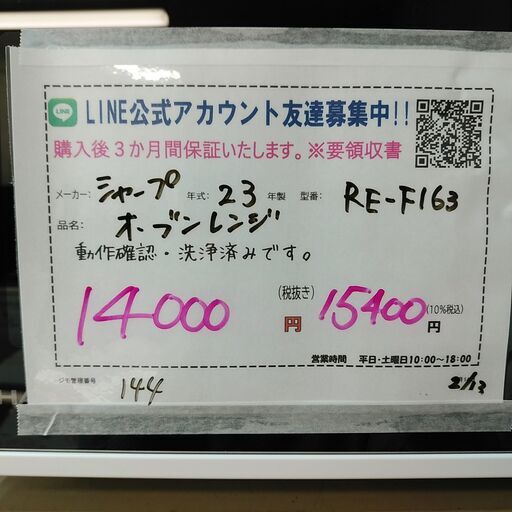 LINE
LINE公式アカウント友達募集中!!
購入後3か月間保証いたします。※要領収書
メーカー: シャープ 年式: 23 年製 型番: RE-F163
品名: オーブンレンジ
動作確認・洗浄済みです。
14000 (税抜き) 円 15400 (10%税込) 円
営業時間 平日・土曜日10:00〜18:00
ジモ管理番号 144